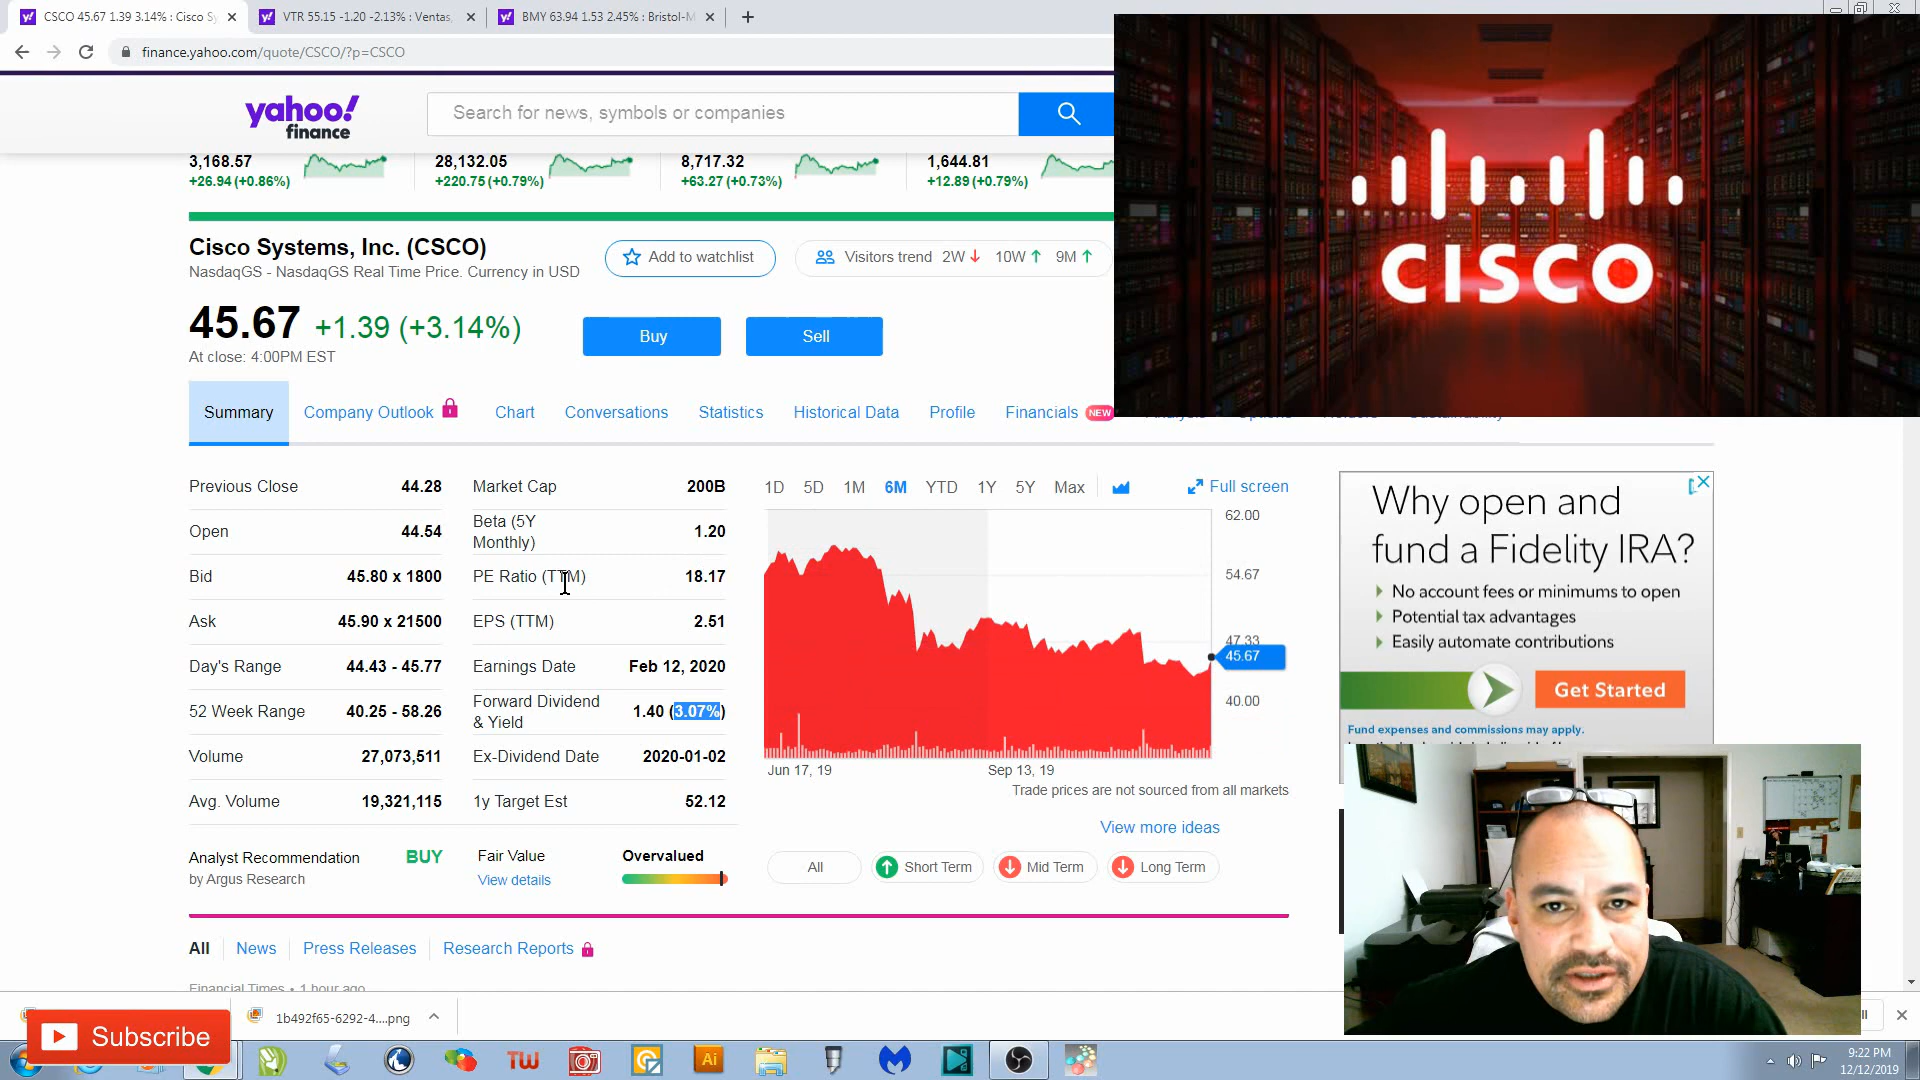 CSCO 45.67 1.39 3.14% : Cisco Sy
VTR 55.15 -1.20 -2.13% : Ventas,
BMY 63.94 1.53 2.45% : Bristol-M
finance.yahoo.com/quote/CSCO/?p=CSCO
yahoo!
finance
Search for news, symbols or companies
3,168.57
+26.94 (+0.86%)
28,132.05
+220.75 (+0.79%)
8,717.32
+63.27 (+0.73%)
1,644.81
+12.89 (+0.79%)
CISCO
Cisco Systems, Inc. (CSCO)
NasdaqGS - NasdaqGS Real Time Price. Currency in USD
Add to watchlist
Visitors trend 2W↓ 10W↑ 9M↑
45.67 +1.39 (+3.14%)
At close: 4:00PM EST
Buy
Sell
Summary
Company Outlook
Chart
Conversations
Statistics
Historical Data
Profile
Financials NEW
Previous Close 44.28
Open 44.54
Bid 45.80 x 1800
Ask 45.90 x 21500
Day's Range 44.43 - 45.77
52 Week Range 40.25 - 58.26
Volume 27,073,511
Avg. Volume 19,321,115
Market Cap 200B
Beta (5Y
Monthly) 1.20
PE Ratio (TTM) 18.17
EPS (TTM) 2.51
Earnings Date Feb 12, 2020
Forward Dividend
& Yield 1.40 (3.07%)
Ex-Dividend Date 2020-01-02
1y Target Est 52.12
1D 5D 1M 6M YTD 1Y 5Y Max
Full screen
62.00
54.67
47.33
45.67
40.00
Jun 17, 19
Sep 13, 19
Trade prices are not sourced from all markets
View more ideas
All
Short Term
Mid Term
Long Term
Analyst Recommendation BUY
by Argus Research
Fair Value
View details
Overvalued
Why open and
fund a Fidelity IRA?
No account fees or minimums to open
Potential tax advantages
Easily automate contributions
Get Started
Fund expenses and commissions may apply.
All
News
Press Releases
Research Reports
Financial Times • 1 hour ago
1b492f65-6292-4....png
Subscribe
TW
Ai
9:22 PM
12/12/2019